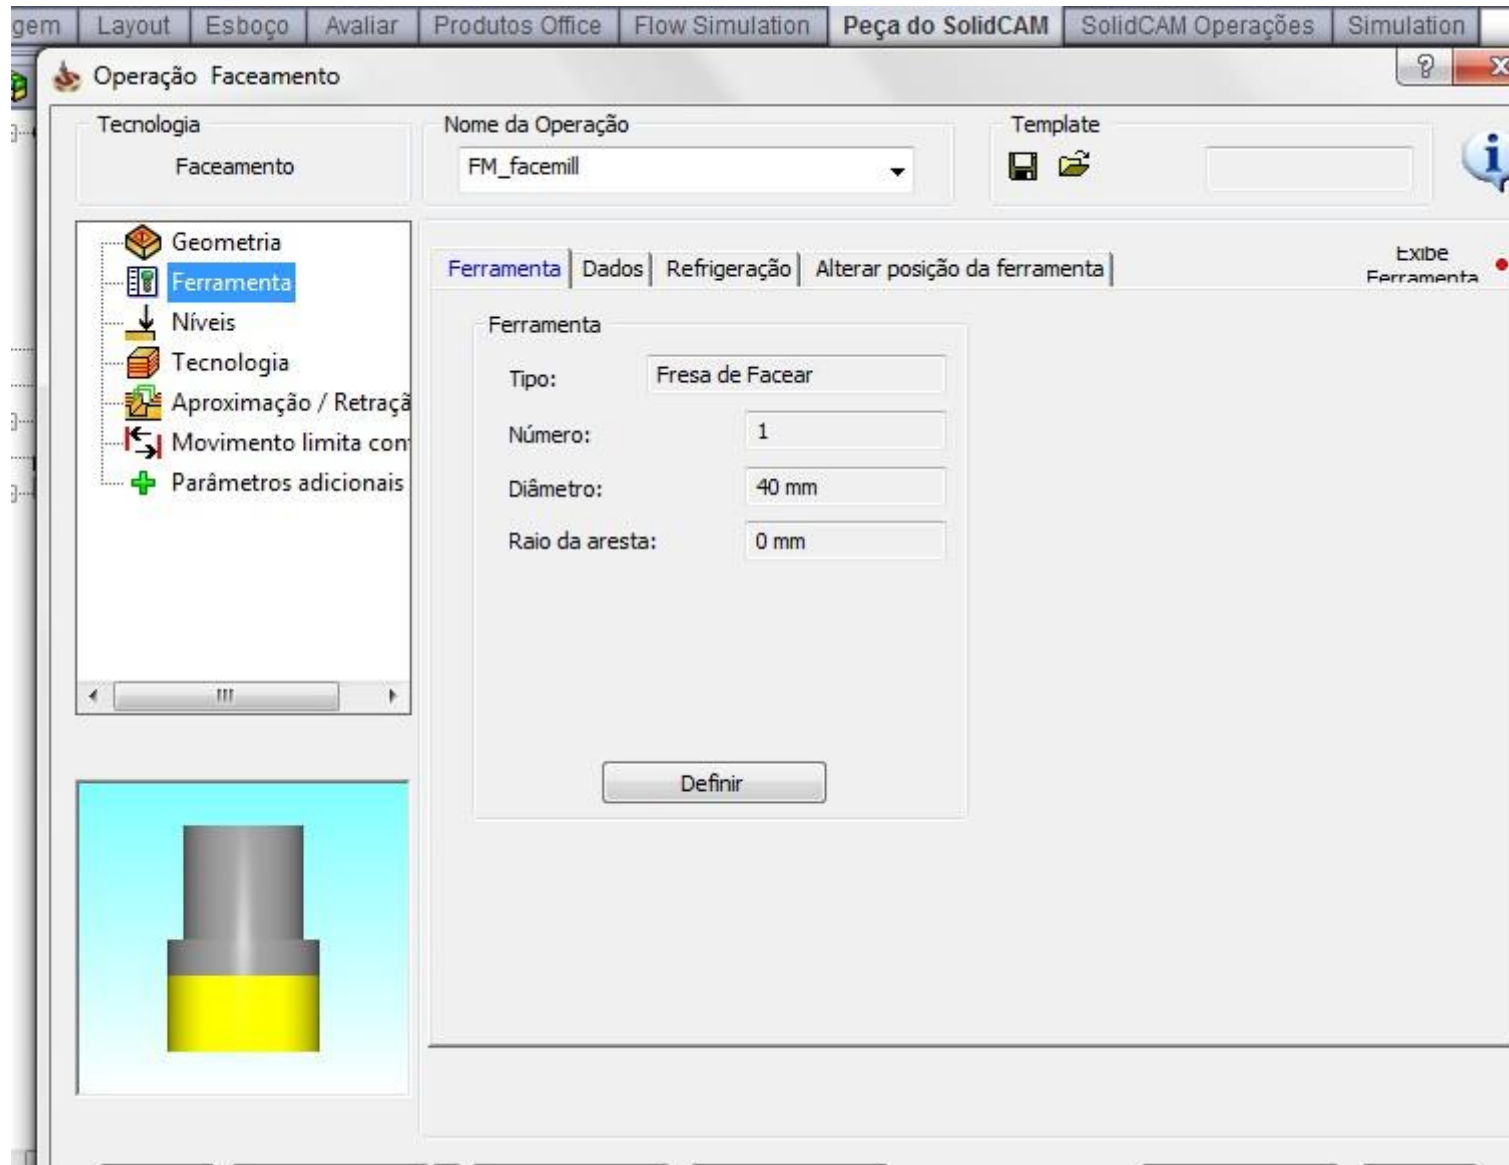 gem Layout Esboço Avaliar Produtos Office Flow Simulation Peça do SolidCAM SolidCAM Operações Simulation
Operação Faceamento
Tecnologia
Faceamento
Nome da Operação
FM_facemill
Template
Geometria
Ferramenta
Níveis
Tecnologia
Aproximação / Retraçã
Movimento limita con
Parâmetros adicionais
Ferramenta Dados Refrigeração Alterar posição da ferramenta
Exibe
Ferramenta
Ferramenta
Tipo: Fresa de Facear
Número: 1
Diâmetro: 40 mm
Raio da aresta: 0 mm
Definir